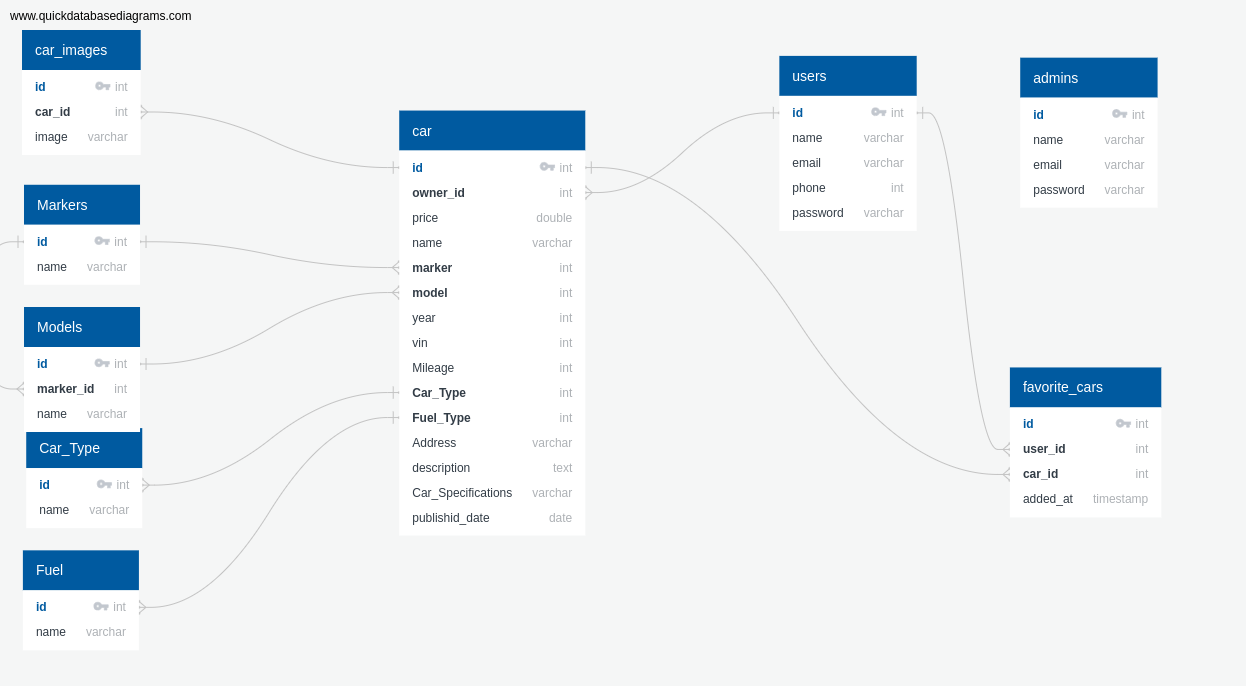 www.quickdatabasediagrams.com
car_images
id int
car_id int
image varchar
Markers
id int
name varchar
Models
id int
marker_id int
name varchar
Car_Type
id int
name varchar
Fuel
id int
name varchar
car
id int
owner_id int
price double
name varchar
marker int
model int
year int
vin int
Mileage int
Car_Type int
Fuel_Type int
Address varchar
description text
Car_Specifications varchar
publishid_date date
users
id int
name varchar
email varchar
phone int
password varchar
admins
id int
name varchar
email varchar
password varchar
favorite_cars
id int
user_id int
car_id int
added_at timestamp